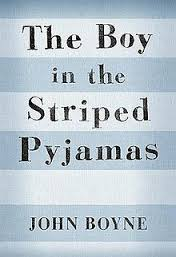 The Boy
in the
Striped
Pyjamas
JOHN BOYNE